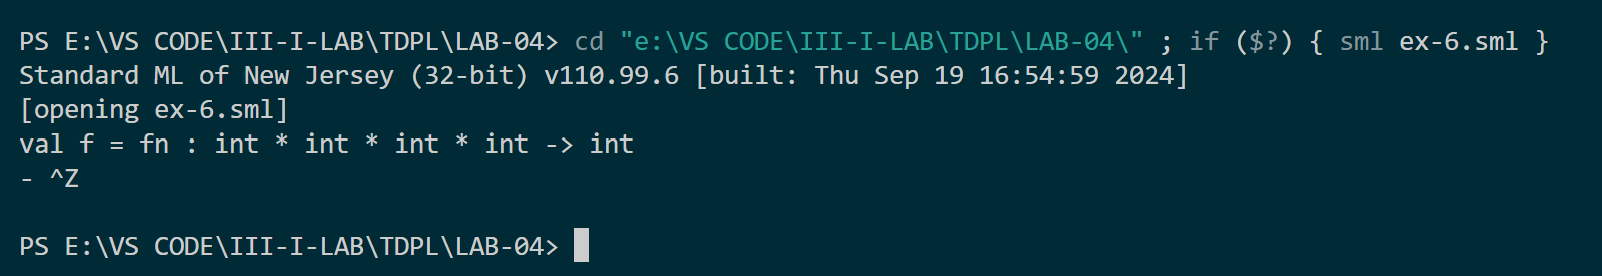 PS E:\VS CODE\III-I-LAB\TDPL\LAB-04> cd "e:\VS CODE\III-I-LAB\TDPL\LAB-04\" ; if ($?) { sml ex-6.sml }
Standard ML of New Jersey (32-bit) v110.99.6 [built: Thu Sep 19 16:54:59 2024]
[opening ex-6.sml]
val f = fn : int * int * int * int -> int
- ^Z
PS E:\VS CODE\III-I-LAB\TDPL\LAB-04>